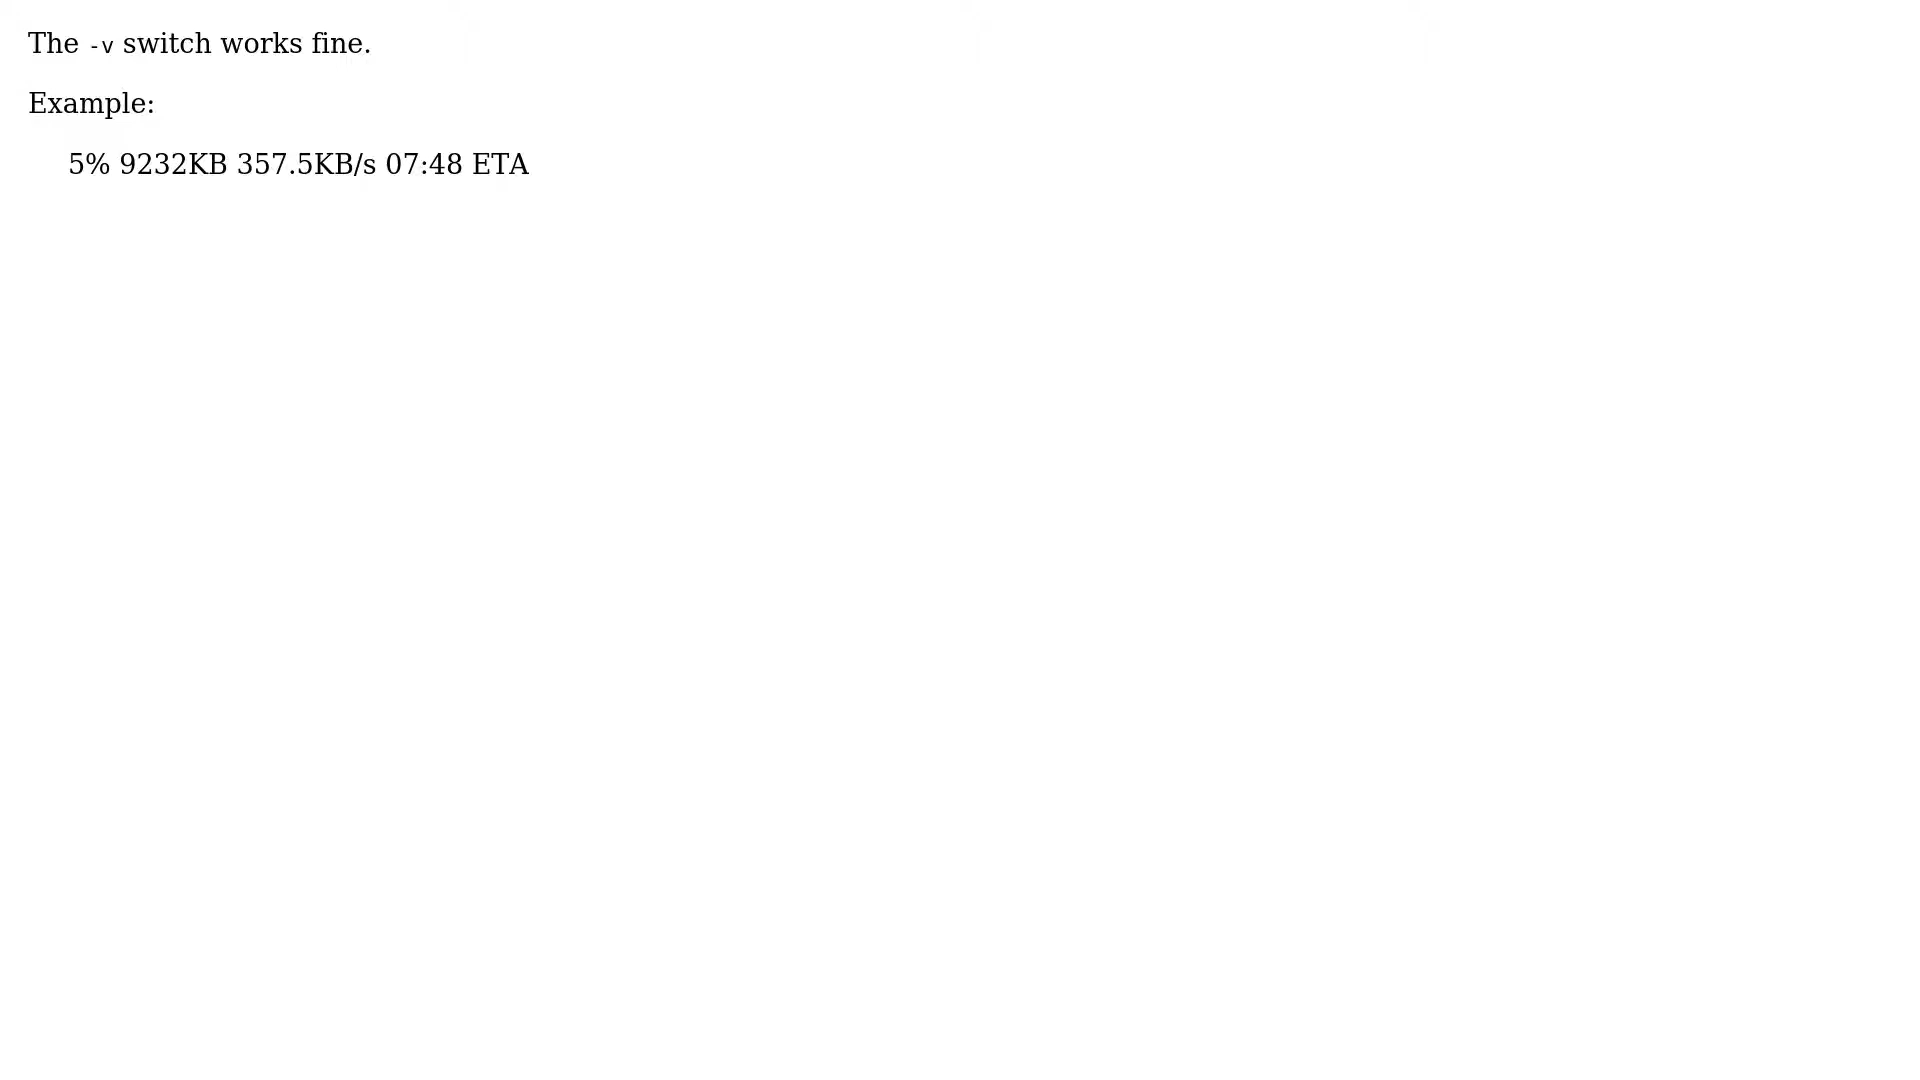 The -v switch works fine.
Example:
5% 9232KB 357.5KB/s 07:48 ETA